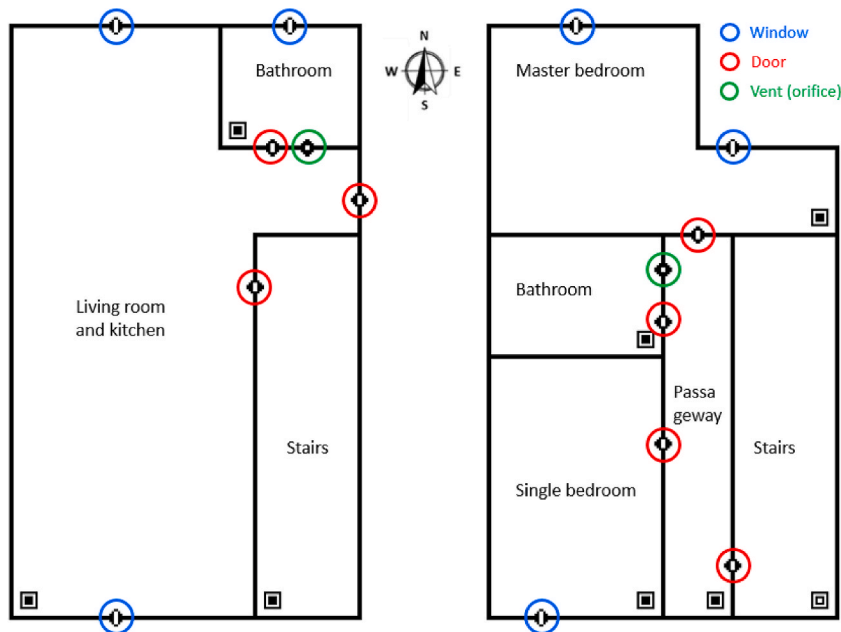 Bathroom
N
W E
S
Living room
and kitchen
Stairs
Master bedroom
Window
Door
Vent (orifice)
Bathroom
Passa
geway
Stairs
Single bedroom